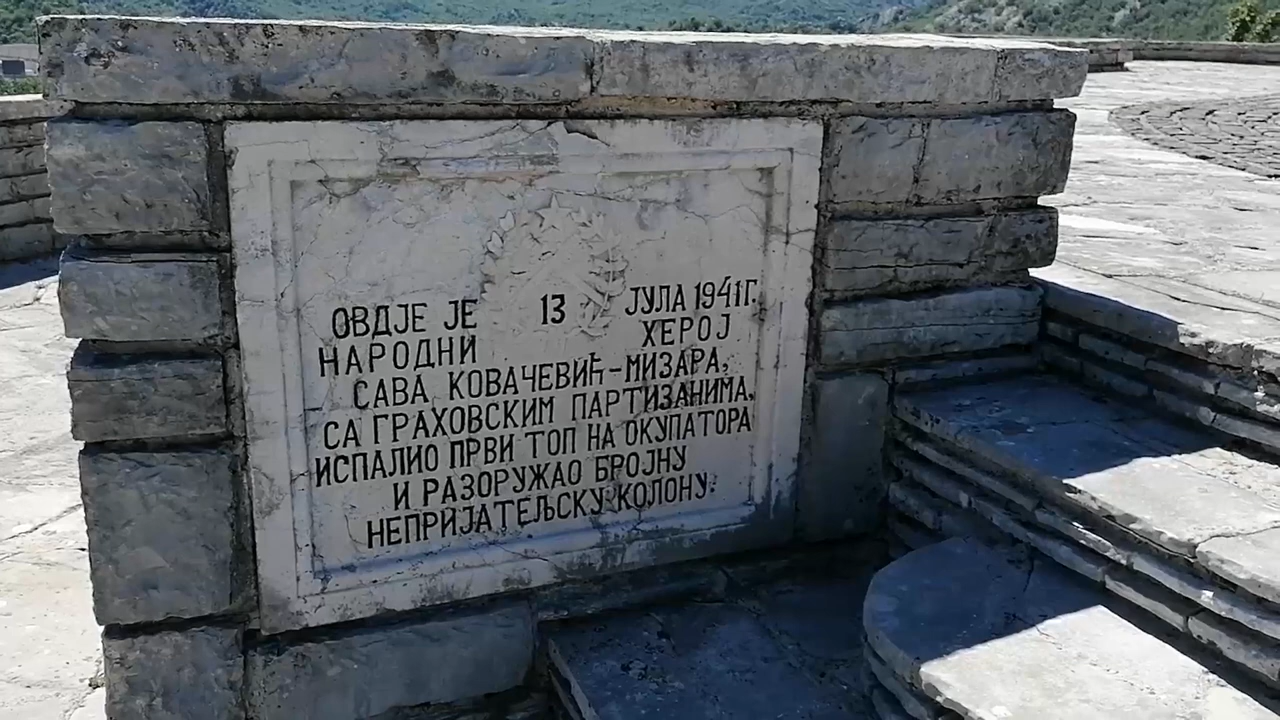 ОВДЈЕ ЈЕ 13 ЈУЛА 1941Г.
НАРОДНИ ХЕРОЈ
САВА КОВАЧЕВИЋ-МИЗАРА,
СА ГРАХОВСКИМ ПАРТИЗАНИМА,
ИСПАЛИО ПРВИ ТОП НА ОКУПАТОРА
И РАЗОРУЖАО БРОЈНУ
НЕПРИЈАТЕЉСКУ КОЛОНУ.